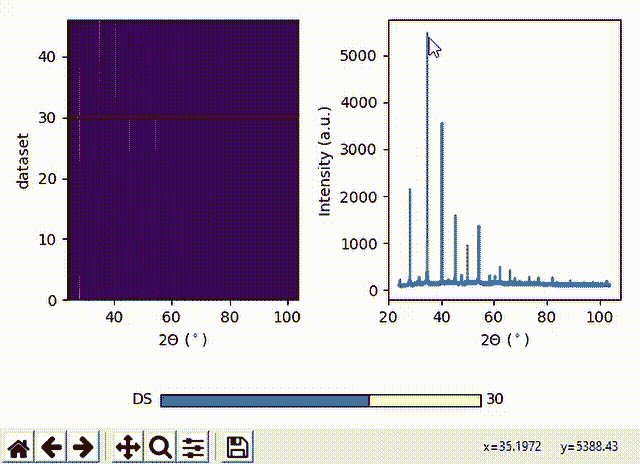 40
30
20
10
0
dataset
40 60 80 100
2Θ (°)
5000
4000
3000
2000
1000
0
Intensity (a.u.)
20 40 60 80 100
2Θ (°)
DS 30
x=35.1972 y=5388.43